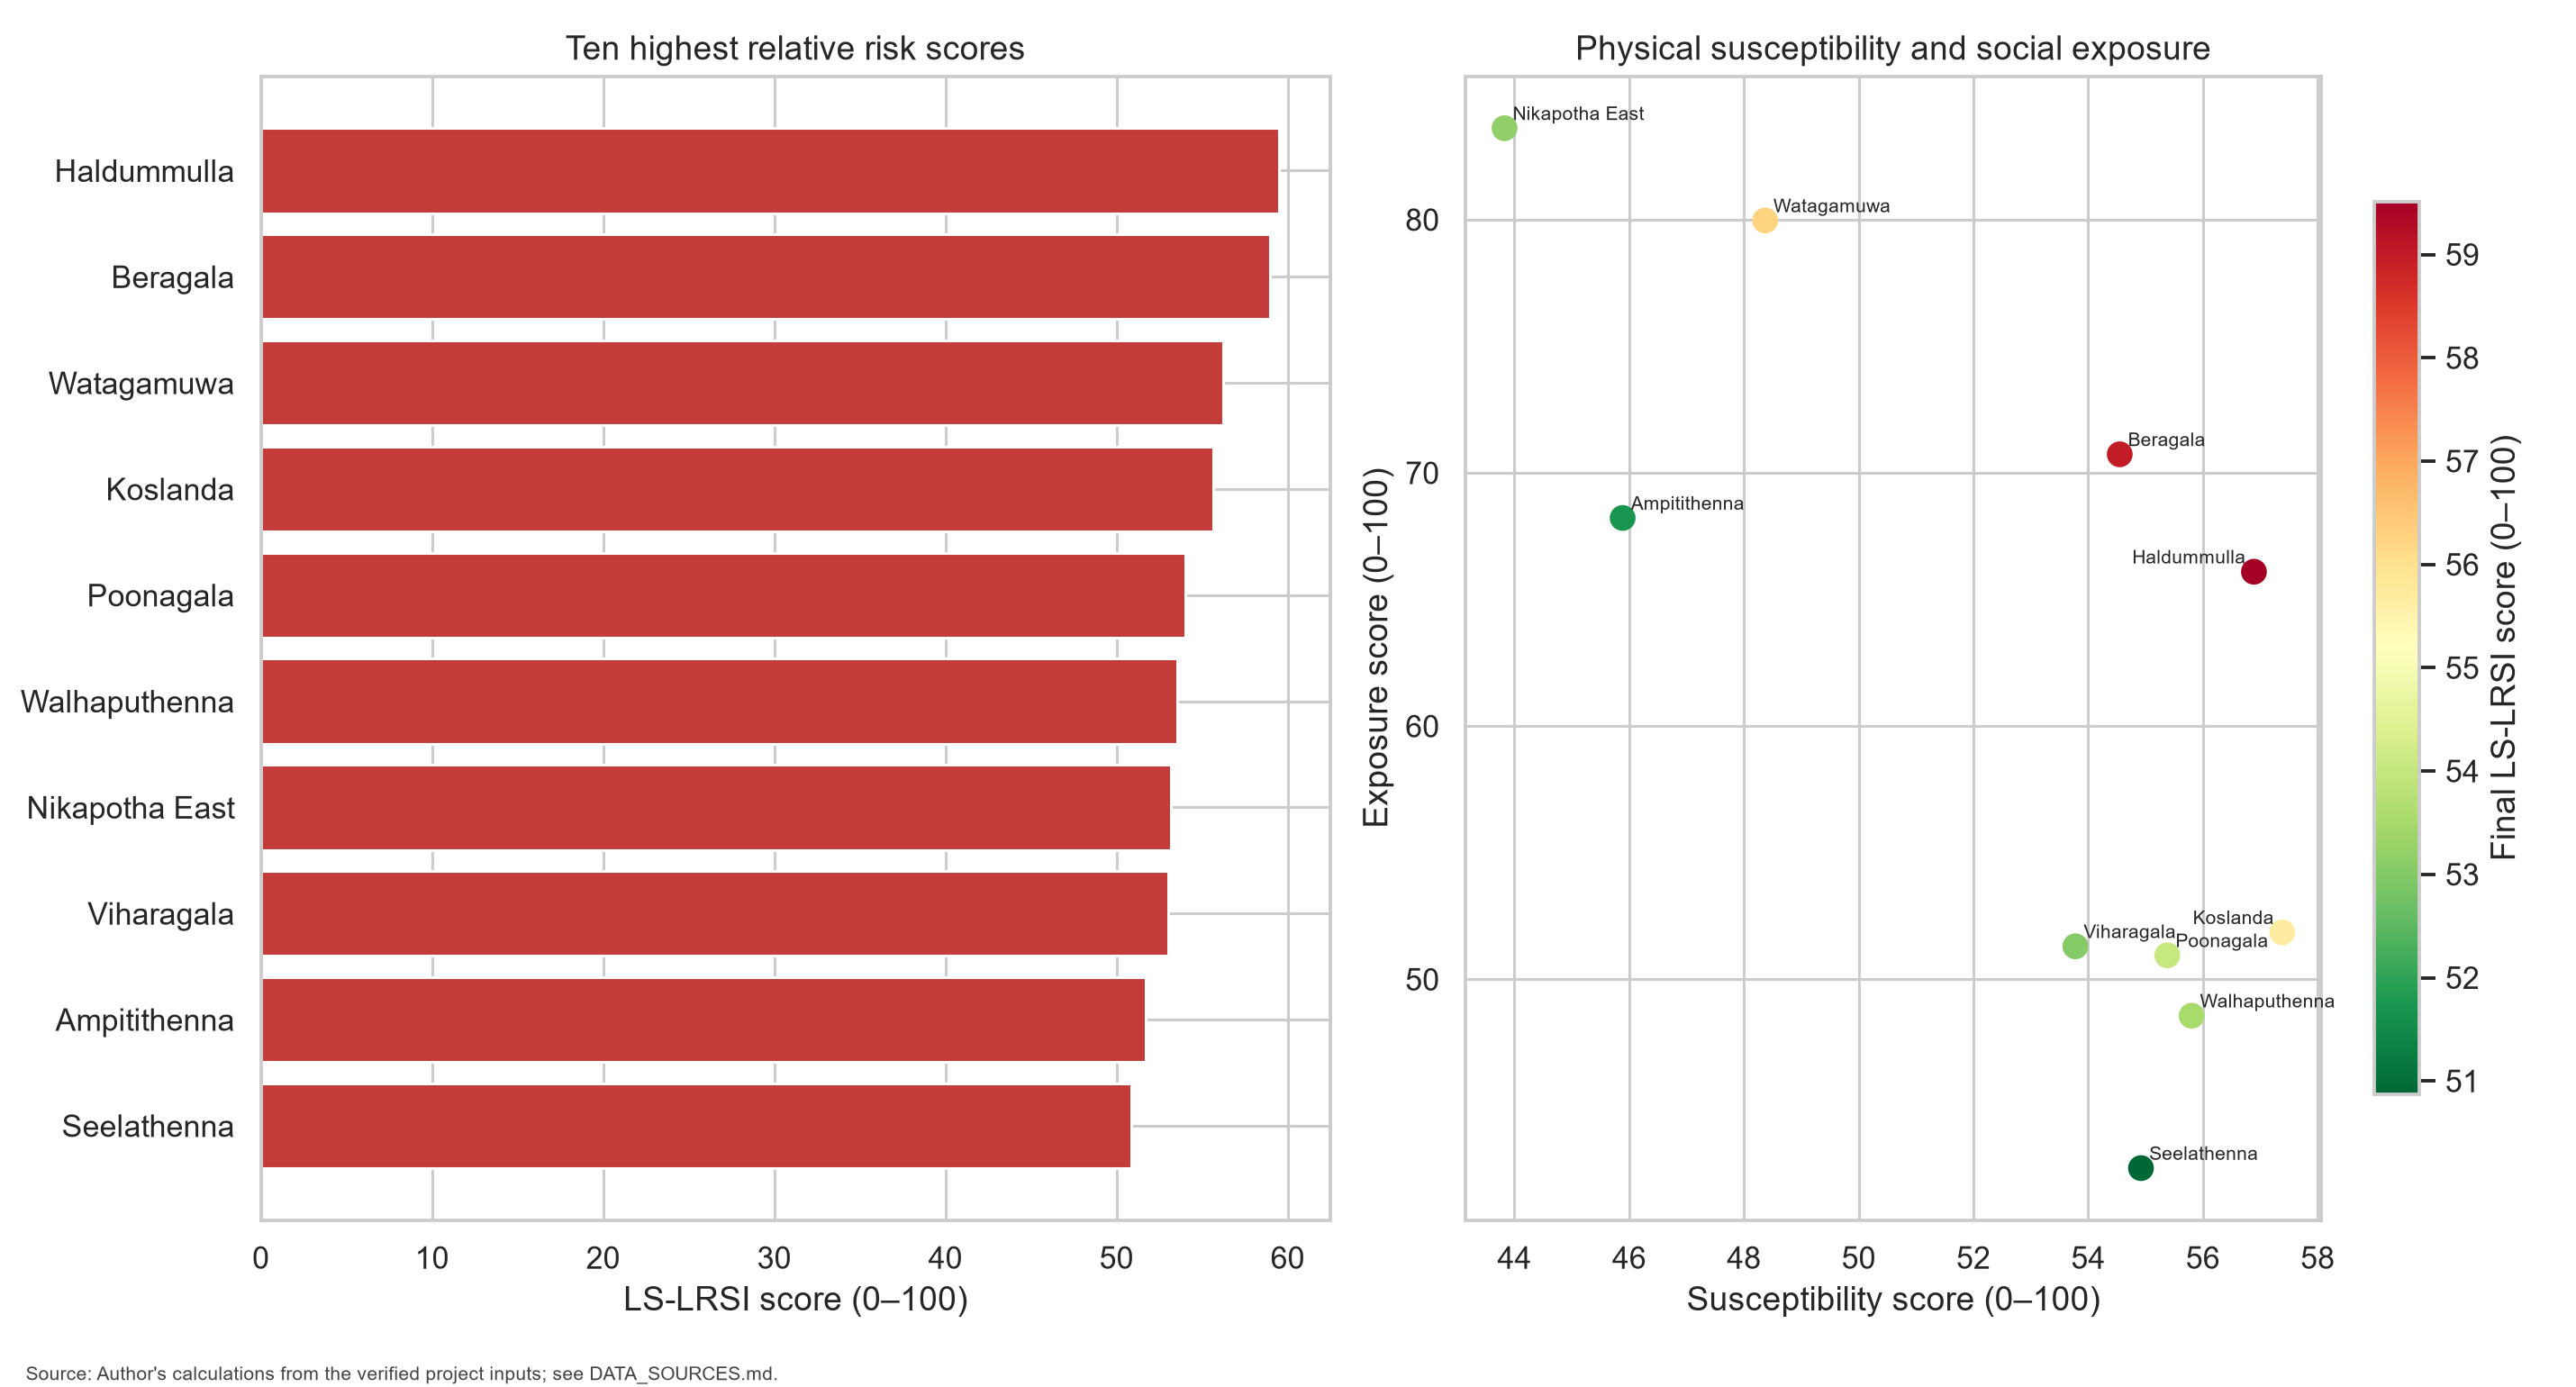 Ten highest relative risk scores
Haldummulla
Beragala
Watagamuwa
Koslanda
Poonagala
Walhaputhenna
Nikapotha East
Viharagala
Ampitithenna
Seelathenna
0 10 20 30 40 50 60
LS-LRSI score (0–100)
Physical susceptibility and social exposure
Exposure score (0–100)
80
70
60
50
Nikapotha East
Watagamuwa
Beragala
Ampitithenna
Haldummulla
Koslanda
Viharagala
Poonagala
Walhaputhenna
Seelathenna
44 46 48 50 52 54 56 58
Susceptibility score (0–100)
59
58
57
56
55
54
53
52
51
Final LS-LRSI score (0–100)
Source: Author's calculations from the verified project inputs; see DATA_SOURCES.md.